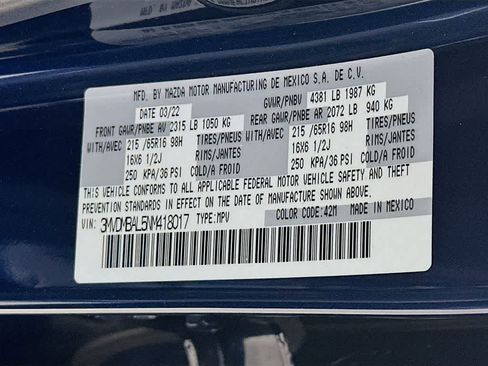 MFD. BY MAZDA MOTOR MANUFACTURING DE MEXICO S.A. DE C.V.
DATE 03/22 GVWR/PNBV 4381 LB 1987 KG
FRONT GAWR/PNBE AV 2315 LB 1050 KG REAR GAWR/PNBE AR 2072 LB 940 KG
WITH/AVEC 215 /65R16 98H TIRES/PNEUS WITH/AVEC 215 /65R16 98H TIRES/PNEUS
16X6 1/2J RIMS/JANTES 16X6 1/2J RIMS/JANTES
250 KPA/36 PSI COLD/A FROID 250 KPA/36 PSI COLD/A FROID
THIS VEHICLE CONFORMS TO ALL APPLICABLE FEDERAL MOTOR VEHICLE SAFETY AND THEFT
PREVENTION STANDARDS IN EFFECT ON THE DATE OF MANUFACTURE SHOWN ABOVE.
VIN: 3MVDMBAL5NM418017 TYPE: MPV COLOR CODE: 42M MADE IN MEXICO